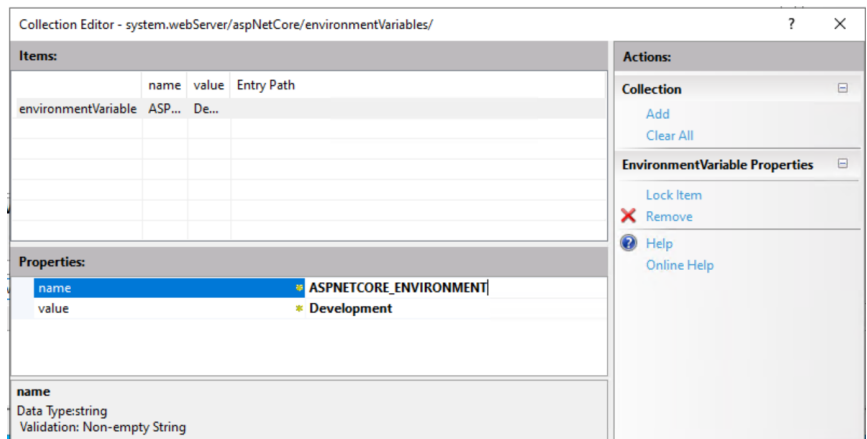 Collection Editor - system.webServer/aspNetCore/environmentVariables/
?
Items:
name value Entry Path
environmentVariable ASP... De...
Properties:
name ASPNETCORE_ENVIRONMENT
value Development
name
Data Type:string
Validation: Non-empty String
Actions:
Collection
Add
Clear All
EnvironmentVariable Properties
Lock Item
Remove
Help
Online Help